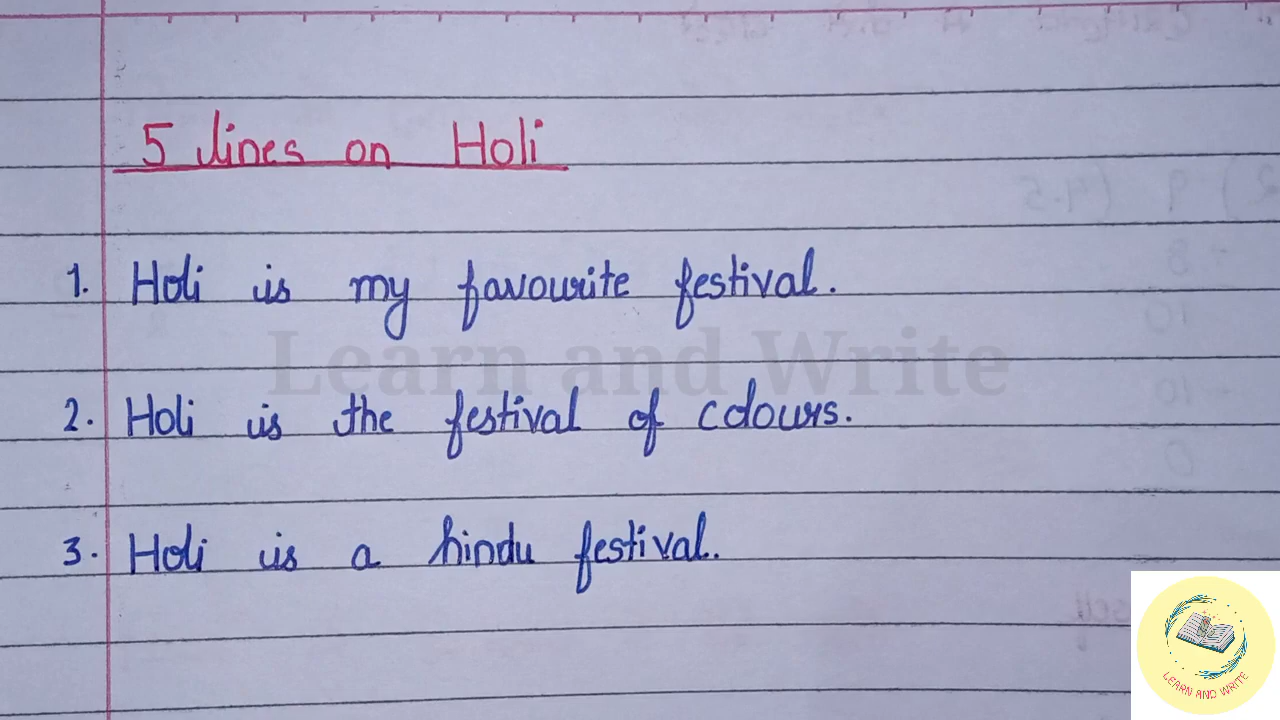 5 lines on Holi
1. Holi is my favourite festival.
Learn and Write
2. Holi is the festival of colours.
3. Holi is a hindu festival.
LEARN AND WRITE